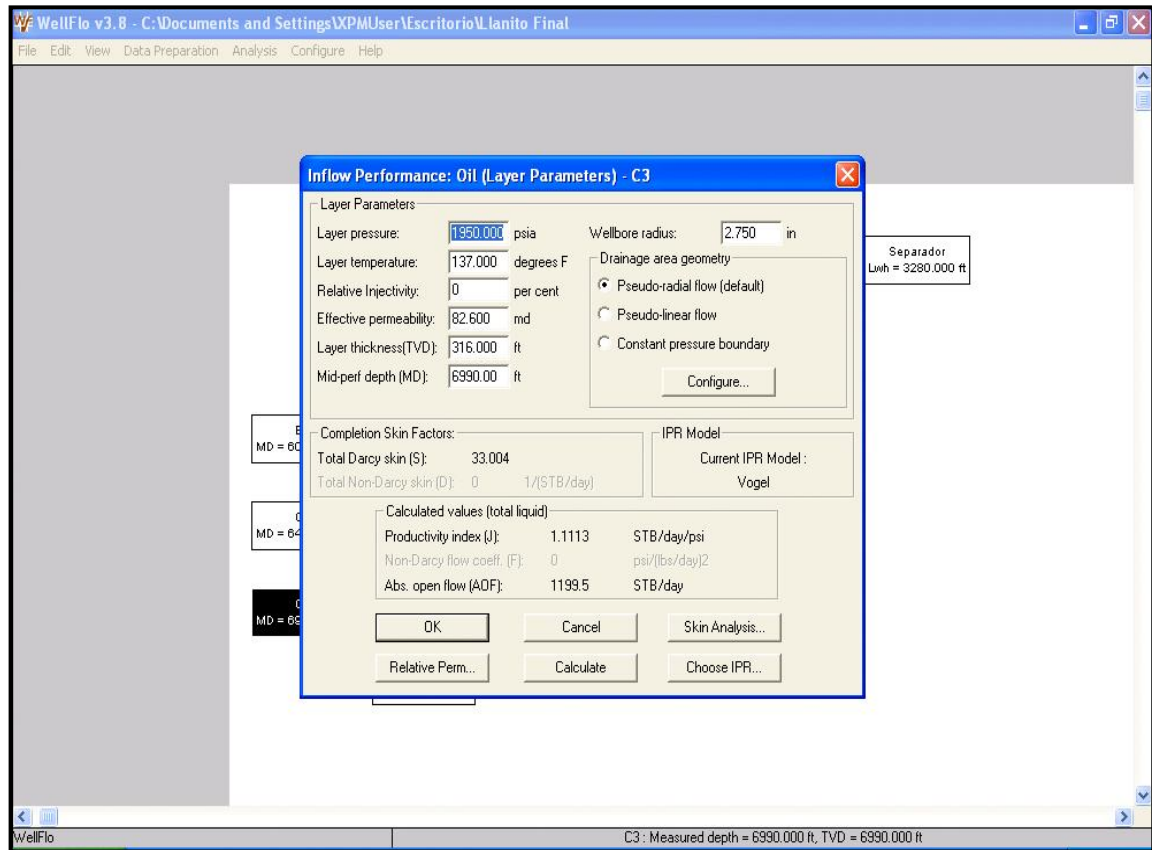 WellFlo v3.8 - C:\Documents and Settings\XPMUser\Escritorio\Llanito Final
File Edit View Data Preparation Analysis Configure Help
Inflow Performance: Oil (Layer Parameters) - C3
Layer Parameters
Layer pressure: 1950.000 psia
Wellbore radius: 2.750 in
Layer temperature: 137.000 degrees F
Drainage area geometry
Relative Injectivity: 0 per cent
Pseudo-radial flow (default)
Effective permeability: 82.600 md
Pseudo-linear flow
Layer thickness(TVD): 316.000 ft
Constant pressure boundary
Mid-perf depth (MD): 6990.00 ft
Configure...
Separador
Lwh = 3280.000 ft
MD = 60
MD = 64
MD = 69
Completion Skin Factors:
Total Darcy skin (S): 33.004
Total Non-Darcy skin (D): 0 1/(STB/day)
IPR Model
Current IPR Model :
Vogel
Calculated values (total liquid)
Productivity index (J): 1.1113 STB/day/psi
Non-Darcy flow coeff. (F): 0 psi/(lbs/day)2
Abs. open flow (AOF): 1199.5 STB/day
OK Cancel Skin Analysis...
Relative Perm... Calculate Choose IPR...
WellFlo C3 : Measured depth = 6990.000 ft, TVD = 6990.000 ft